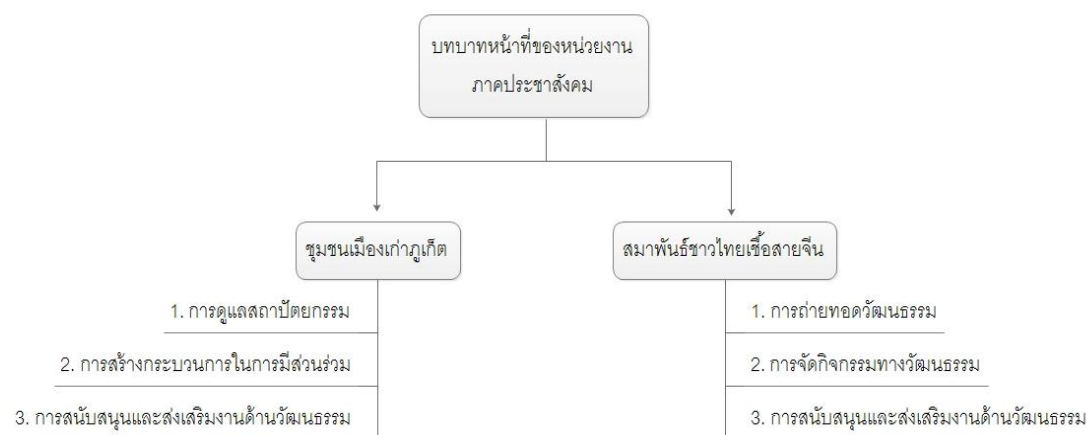 บทบาทหน้าที่ของหน่วยงาน
ภาคประชาสังคม
ชุมชนเมืองเก่าภูเก็ต
1. การดูแลสถาปัตยกรรม
2. การสร้างกระบวนการในการมีส่วนร่วม
3. การสนับสนุนและส่งเสริมงานด้านวัฒนธรรม
สมาพันธ์ชาวไทยเชื้อสายจีน
1. การถ่ายทอดวัฒนธรรม
2. การจัดกิจกรรมทางวัฒนธรรม
3. การสนับสนุนและส่งเสริมงานด้านวัฒนธรรม